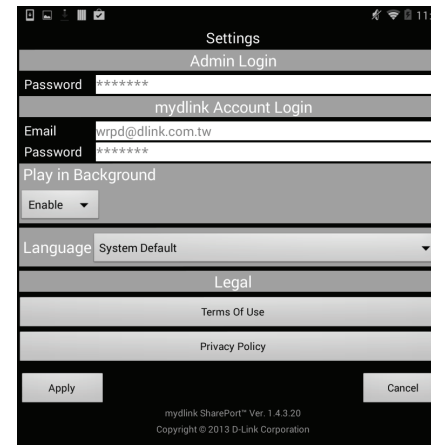 11:
Settings
Admin Login
Password *******
mydlink Account Login
Email wrpd@dlink.com.tw
Password *******
Play in Background
Enable
Language System Default
Legal
Terms Of Use
Privacy Policy
Apply Cancel
mydlink SharePort™ Ver. 1.4.3.20
Copyright © 2013 D-Link Corporation